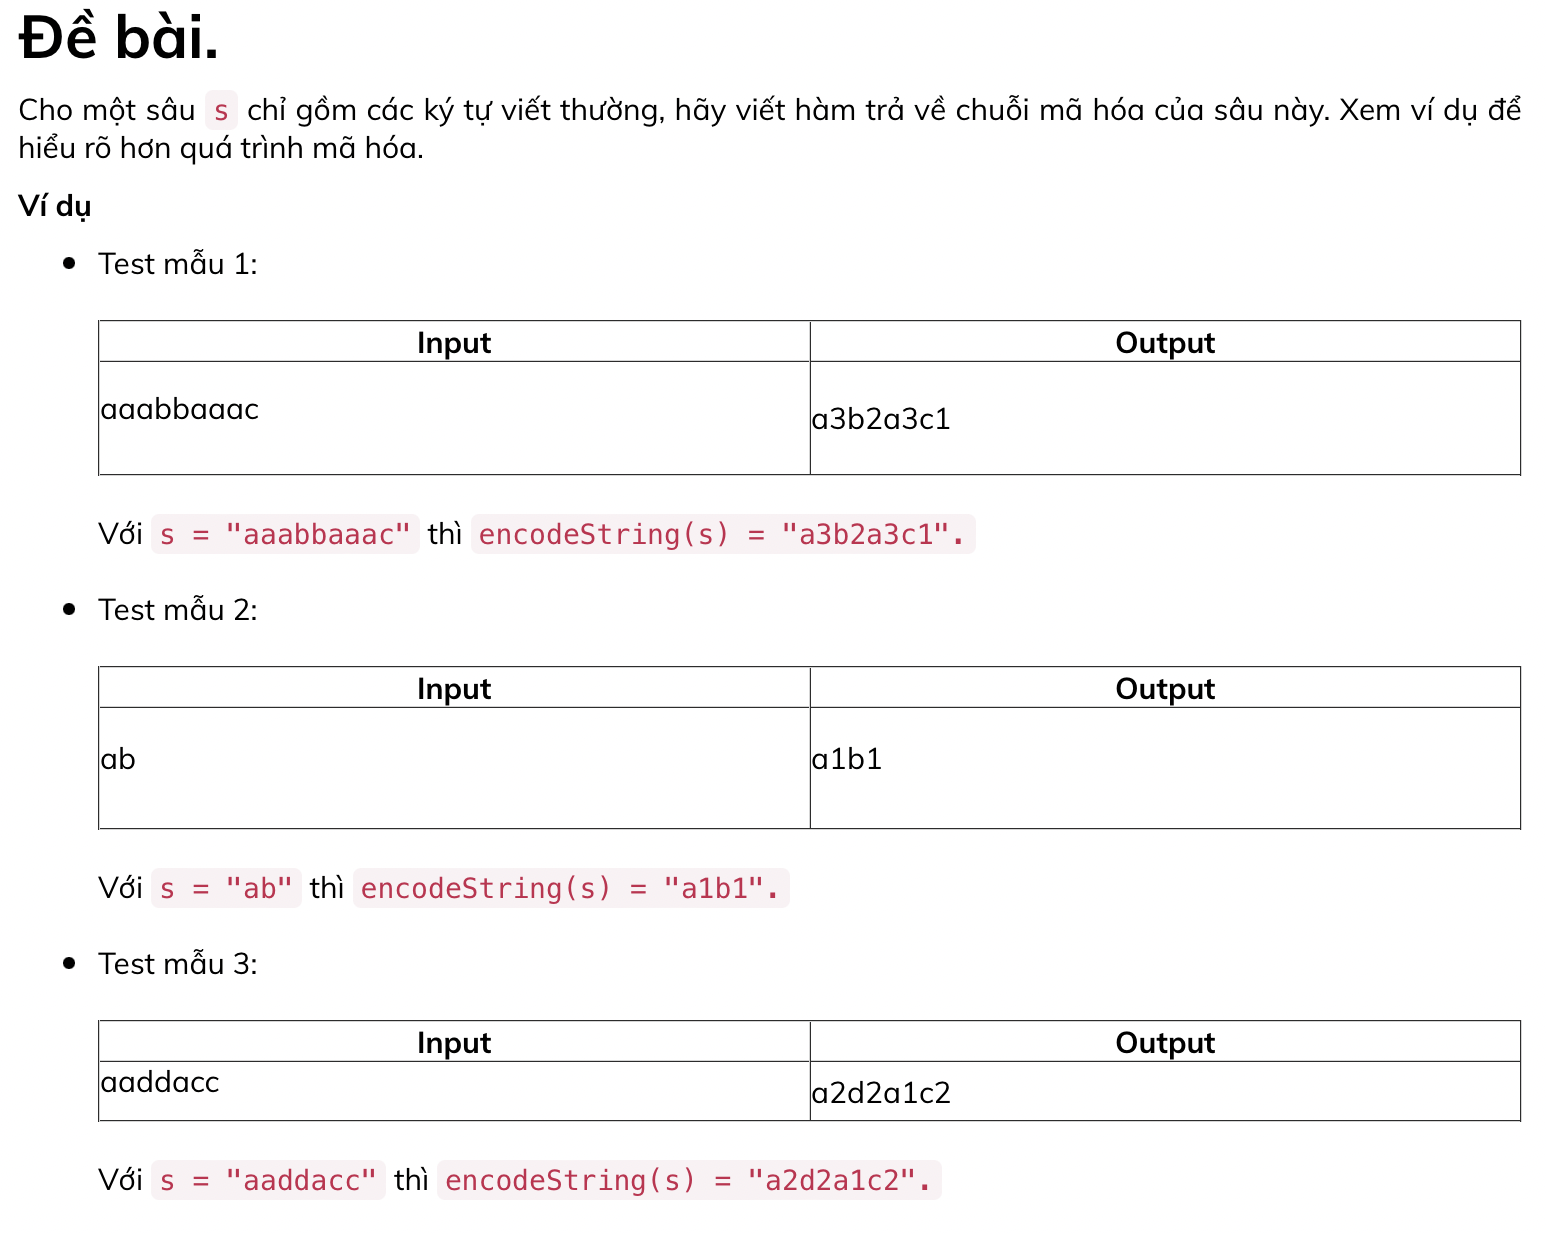 Đề bài.
Cho một sâu s chỉ gồm các ký tự viết thường, hãy viết hàm trả về chuỗi mã hóa của sâu này. Xem ví dụ để
hiểu rõ hơn quá trình mã hóa.
Ví dụ
Test mẫu 1:
Input Output
aaabbaaac a3b2a3c1
Với s = "aaabbaaac" thì encodeString(s) = "a3b2a3c1".
Test mẫu 2:
Input Output
ab a1b1
Với s = "ab" thì encodeString(s) = "a1b1".
Test mẫu 3:
Input Output
aaddacc a2d2a1c2
Với s = "aaddacc" thì encodeString(s) = "a2d2a1c2".